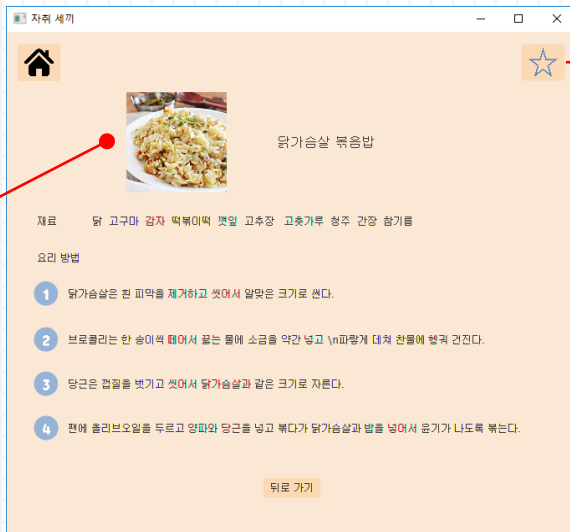 자취 세끼
닭가슴살 볶음밥
재료 닭 고구마 감자 떡볶이떡 깻잎 고추장 고춧가루 청주 간장 참기름
요리 방법
1 닭가슴살은 흰 피막을 제거하고 씻어서 알맞은 크기로 썬다.
2 브로콜리는 한 송이씩 떼어서 끓는 물에 소금을 약간 넣고 \n파랗게 데쳐 찬물에 헹궈 건진다.
3 당근은 껍질을 벗기고 씻어서 닭가슴살과 같은 크기로 자른다.
4 팬에 올리브오일을 두르고 양파와 당근을 넣고 볶다가 닭가슴살과 밥을 넣어서 윤기가 나도록 볶는다.
뒤로 가기